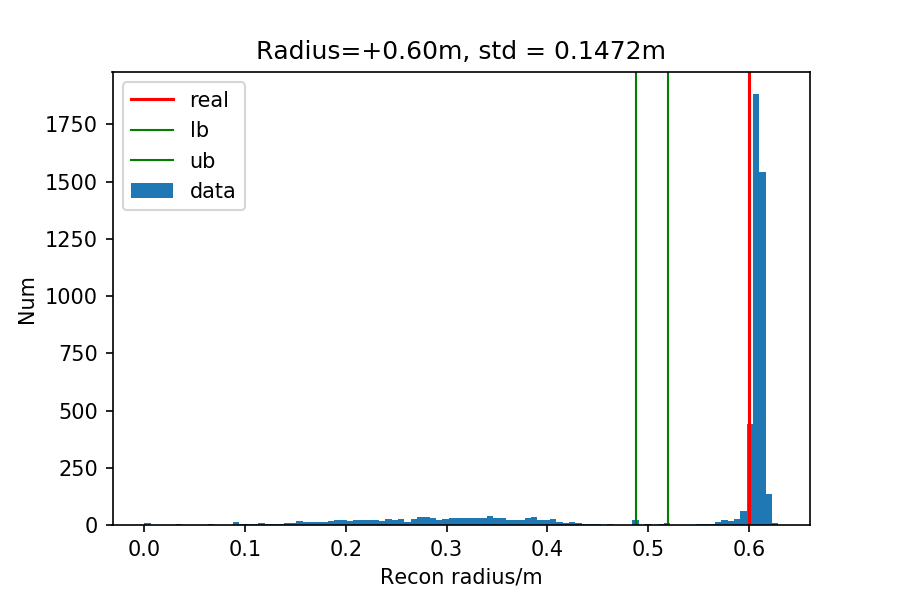 Radius=+0.60m, std = 0.1472m
real
lb
ub
data
Num
1750
1500
1250
1000
750
500
250
0
0.0 0.1 0.2 0.3 0.4 0.5 0.6
Recon radius/m